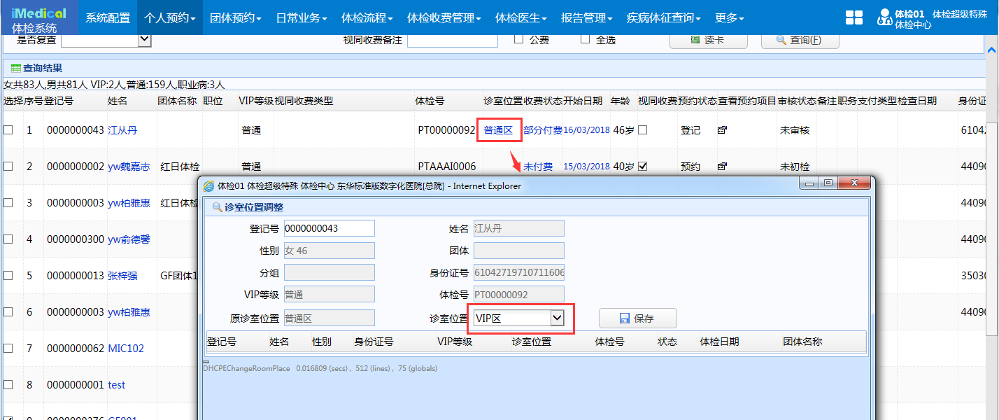 iMedical 体检系统 系统配置 个人预约 团体预约 日常业务 体检流程 体检收费管理 体检医生 报告管理 疾病体征查询 更多 体检01 体检超级特殊 体检中心
是否复查 视同收费备注 公费 全选 读卡 查询(F)
查询结果
女共83人,男共81人 VIP:2人,普通:159人,职业病:3人
选择 序号 登记号 姓名 团体名称 职位 VIP等级 视同收费类型 体检号 诊室位置 收费状态 开始日期 年龄 视同收费 预约状态 查看预约项目 审核状态 备注 职务 支付类型 检查日期 身份证
1 0000000043 江从丹 普通 PT00000092 普通区 部分付费 16/03/2018 46岁 登记 未审核 6104
2 0000000002 yw魏嘉志 红日体检 普通 PTAAAI0006 未付费 15/03/2018 40岁 预约 未初检 44090
3 0000000003 yw柏雅惠 红日体检 44090
4 0000000300 yw俞德馨 44090
5 0000000013 张梓强 GF团体1 35030
6 0000000003 yw柏雅惠 44090
7 0000000062 MIC102
8 0000000001 test
9 0000000376 GF001
体检01 体检超级特殊 体检中心 东华标准版数字化医院[总院] - Internet Explorer
诊室位置调整
登记号 0000000043 姓名 江从丹
性别 女 46 团体
分组 身份证号 61042719710711606
VIP等级 普通 体检号 PT00000092
原诊室位置 普通区 诊室位置 VIP区 保存
登记号 姓名 性别 身份证号 VIP等级 诊室位置 体检号 状态 体检日期 团体名称
DHCPEChangeRoomPlace 0.016809 (secs) , 512 (lines) , 75 (globals)